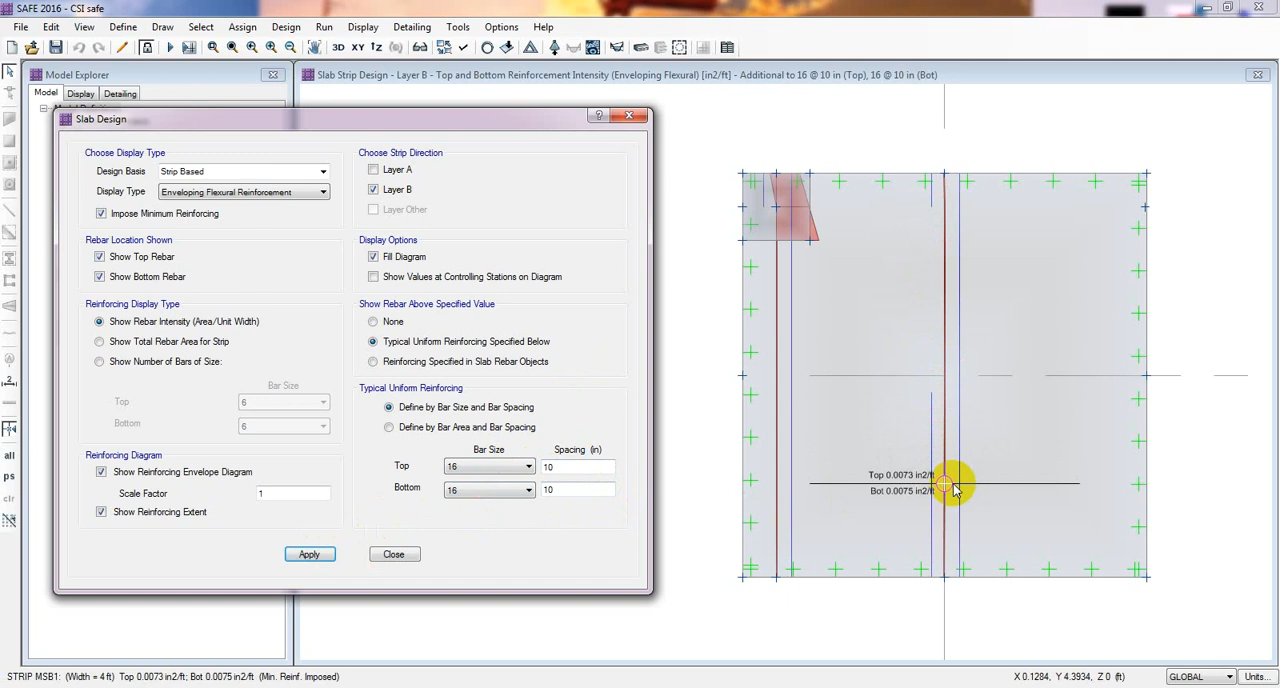 SAFE 2016 - CSI safe
File Edit View Define Draw Select Assign Design Run Display Detailing Tools Options Help
3D XY
Model Explorer
Model Display Detailing
Slab Strip Design - Layer B - Top and Bottom Reinforcement Intensity (Enveloping Flexural) [in2/ft] - Additional to 16 @ 10 in (Top), 16 @ 10 in (Bot)
Slab Design
Choose Display Type
Design Basis Strip Based
Display Type Enveloping Flexural Reinforcement
Impose Minimum Reinforcing
Rebar Location Shown
Show Top Rebar
Show Bottom Rebar
Reinforcing Display Type
Show Rebar Intensity (Area/Unit Width)
Show Total Rebar Area for Strip
Show Number of Bars of Size:
Bar Size
Top 6
Bottom 6
Reinforcing Diagram
Show Reinforcing Envelope Diagram
Scale Factor 1
Show Reinforcing Extent
Choose Strip Direction
Layer A
Layer B
Layer Other
Display Options
Fill Diagram
Show Values at Controlling Stations on Diagram
Show Rebar Above Specified Value
None
Typical Uniform Reinforcing Specified Below
Reinforcing Specified in Slab Rebar Objects
Typical Uniform Reinforcing
Define by Bar Size and Bar Spacing
Define by Bar Area and Bar Spacing
Bar Size Spacing (in)
Top 16 10
Bottom 16 10
Apply Close
Top 0.0073 in2/ft
Bot 0.0075 in2/ft
all
ps
clr
STRIP MSB1: (Width = 4 ft) Top 0.0073 in2/ft; Bot 0.0075 in2/ft (Min. Reinf. Imposed)
X 0.1284, Y 4.3934, Z 0 (ft)
GLOBAL
Units...